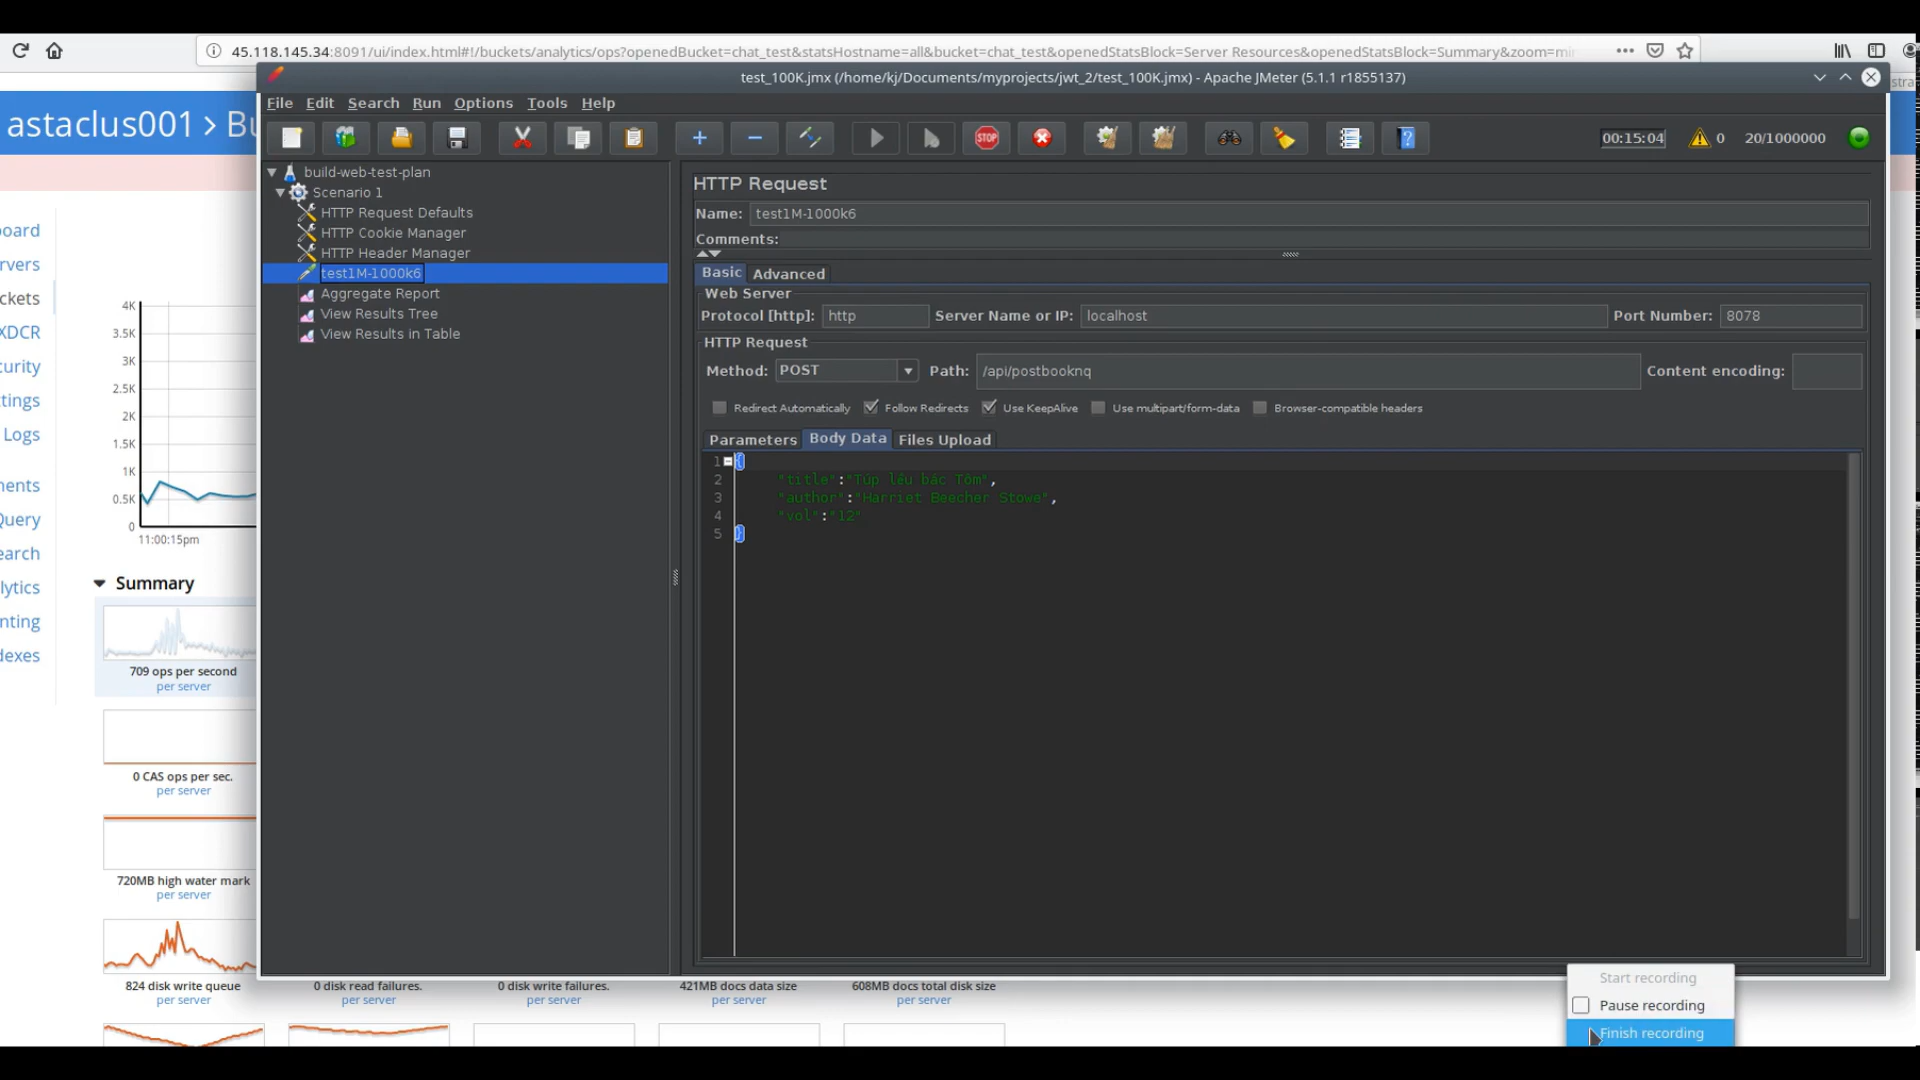 45.118.145.34:8091/ui/index.html#!/buckets/analytics/ops?openedBucket=chat_test&statsHostname=all&bucket=chat_test&openedStatsBlock=Server Resources&openedStatsBlock=Summary&zoom=mi
test_100K.jmx (/home/kj/Documents/myprojects/jwt_2/test_100K.jmx) - Apache JMeter (5.1.1 r1855137)
File Edit Search Run Options Tools Help
astaclus001 > Bu
STOP
00:15:04 0 20/1000000
build-web-test-plan
Scenario 1
HTTP Request Defaults
HTTP Cookie Manager
HTTP Header Manager
test1M-1000k6
Aggregate Report
View Results Tree
View Results in Table
HTTP Request
Name: test1M-1000k6
Comments:
Basic Advanced
Web Server
Protocol [http]: http Server Name or IP: localhost Port Number: 8078
HTTP Request
Method: POST Path: /api/postbooknq Content encoding:
Redirect Automatically Follow Redirects Use KeepAlive Use multipart/form-data Browser-compatible headers
Parameters Body Data Files Upload
1 {
2 "title":"Túp lều bác Tôm",
3 "author":"Harriet Beecher Stowe",
4 "vol":"12"
5 }
oard
rvers
ckets
XDCR
curity
ttings
Logs
nents
Query
earch
lytics
nting
dexes
4K
3.5K
3K
2.5K
2K
1.5K
1K
0.5K
0
11:00:15pm
Summary
709 ops per second
per server
0 CAS ops per sec.
per server
720MB high water mark
per server
824 disk write queue
per server
0 disk read failures.
per server
0 disk write failures.
per server
421MB docs data size
per server
608MB docs total disk size
per server
Start recording
Pause recording
Finish recording